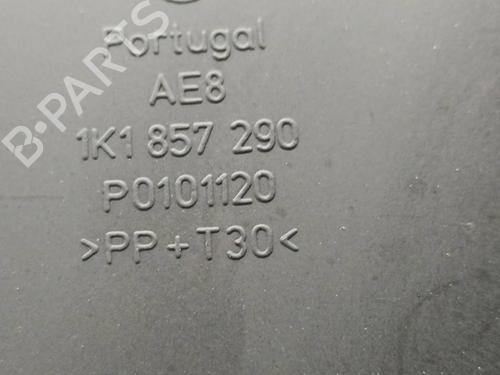 Portugal
AE8
1K1 857 290
P0101120
>PP+T30<
B-PARTS